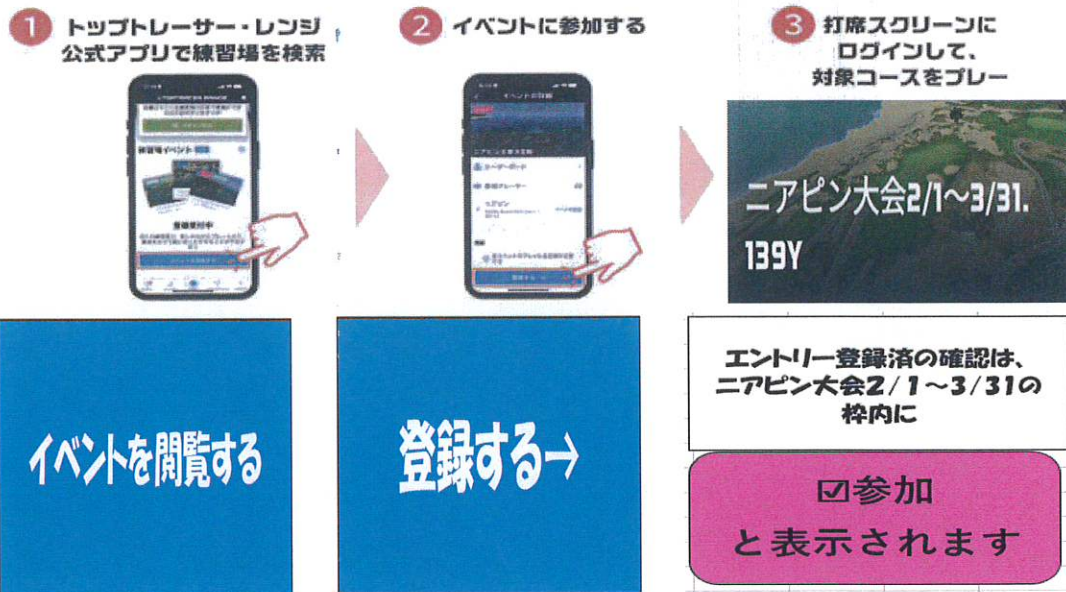 1 トップトレーサー・レンジ
公式アプリで練習場を検索
2 イベントに参加する
3 打席スクリーンに
ログインして、
対象コースをプレー
ニアピン大会2/1〜3/31.
139Y
イベントを閲覧する
登録する→
エントリー登録済の確認は、
ニアピン大会2/1〜3/31の
枠内に
☑参加
と表示されます